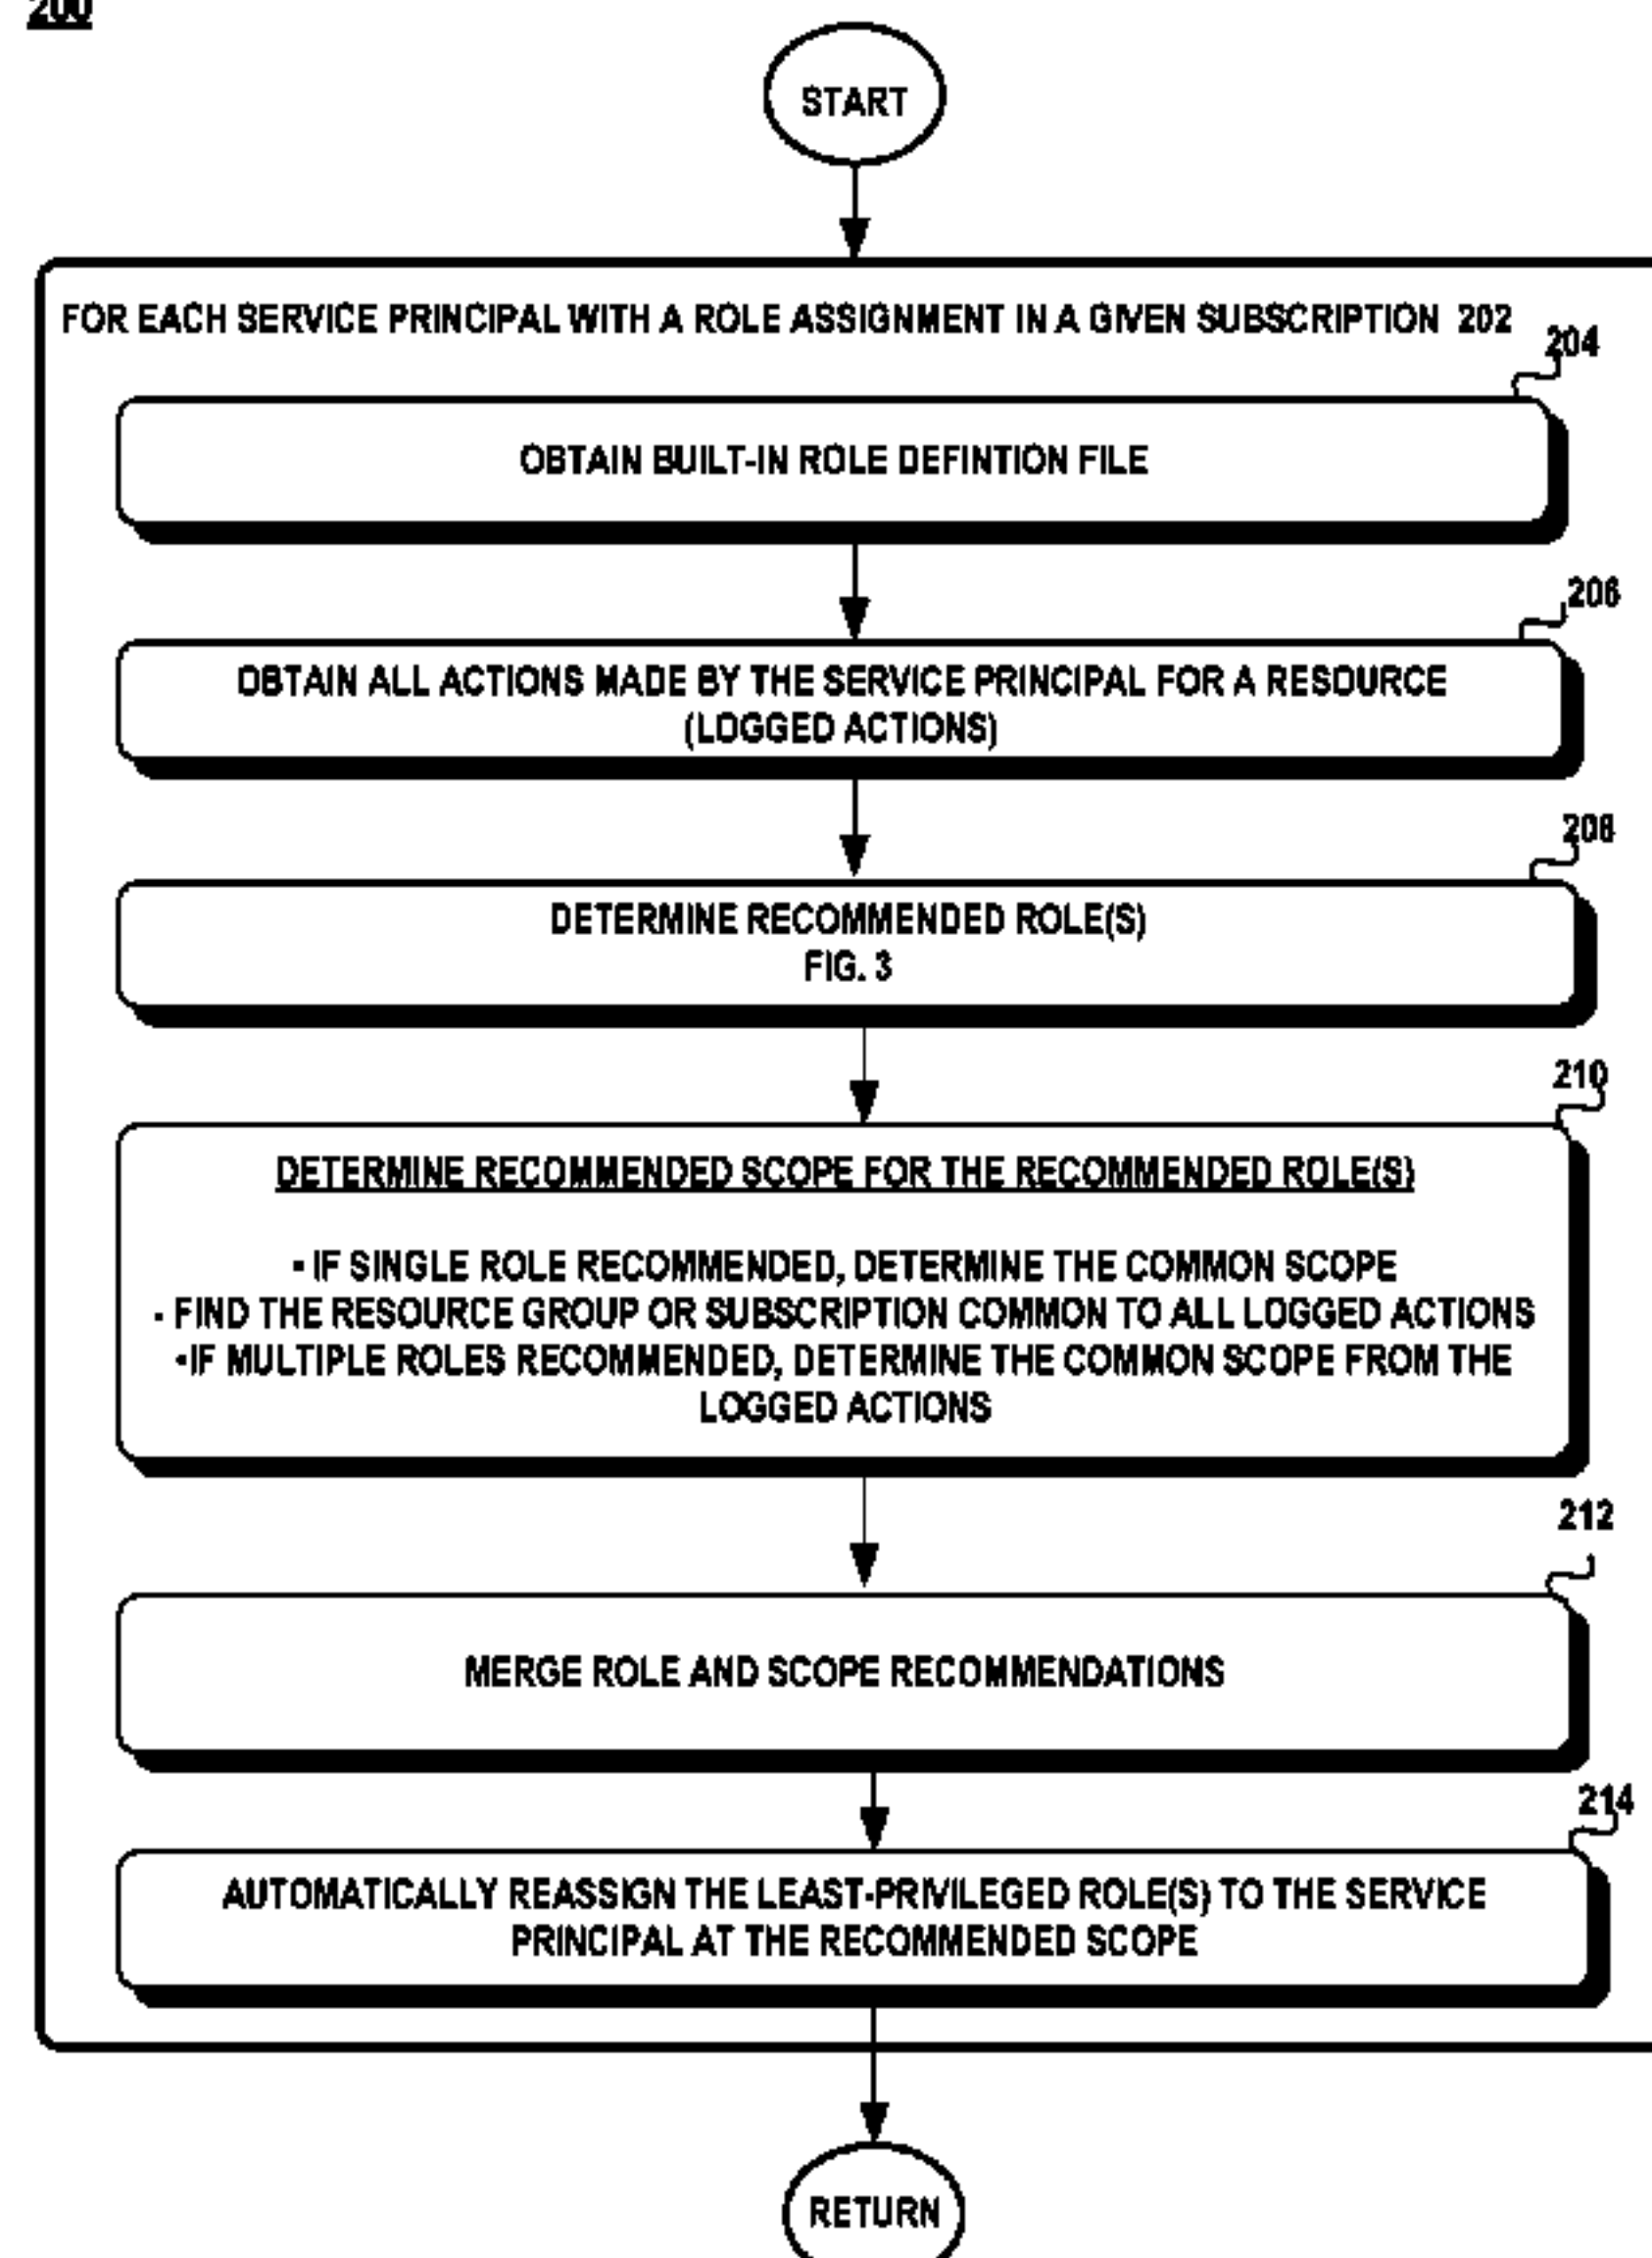 200
START
FOR EACH SERVICE PRINCIPAL WITH A ROLE ASSIGNMENT IN A GIVEN SUBSCRIPTION 202
204
OBTAIN BUILT-IN ROLE DEFINTION FILE
206
OBTAIN ALL ACTIONS MADE BY THE SERVICE PRINCIPAL FOR A RESOURCE
(LOGGED ACTIONS)
208
DETERMINE RECOMMENDED ROLE(S)
FIG. 3
210
DETERMINE RECOMMENDED SCOPE FOR THE RECOMMENDED ROLE(S)
- IF SINGLE ROLE RECOMMENDED, DETERMINE THE COMMON SCOPE
- FIND THE RESOURCE GROUP OR SUBSCRIPTION COMMON TO ALL LOGGED ACTIONS
-IF MULTIPLE ROLES RECOMMENDED, DETERMINE THE COMMON SCOPE FROM THE
LOGGED ACTIONS
212
MERGE ROLE AND SCOPE RECOMMENDATIONS
214
AUTOMATICALLY REASSIGN THE LEAST-PRIVILEGED ROLE(S) TO THE SERVICE
PRINCIPAL AT THE RECOMMENDED SCOPE
RETURN